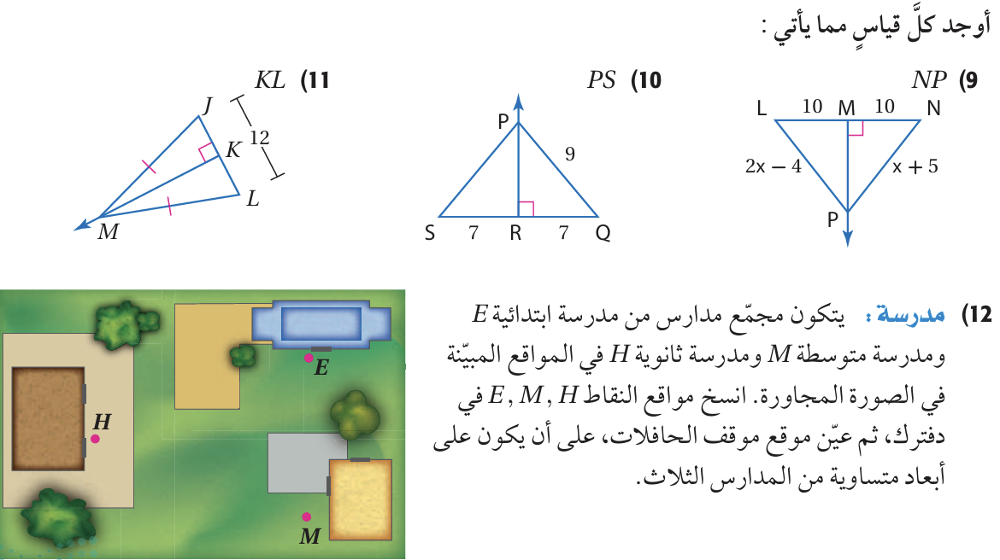 أوجد كلَّ قياسٍ مما يأتي :
9) NP
L 10 M 10 N
2x − 4
x + 5
P
10) PS
P
9
S 7 R 7 Q
11) KL
J
K
12
L
M
12) مدرسة : يتكون مجمّع مدارس من مدرسة ابتدائية E
ومدرسة متوسطة M ومدرسة ثانوية H في المواقع المبيّنة
في الصورة المجاورة. انسخ مواقع النقاط E, M, H في
دفترك، ثم عيّن موقع موقف الحافلات، على أن يكون على
أبعاد متساوية من المدارس الثلاث.
E
H
M